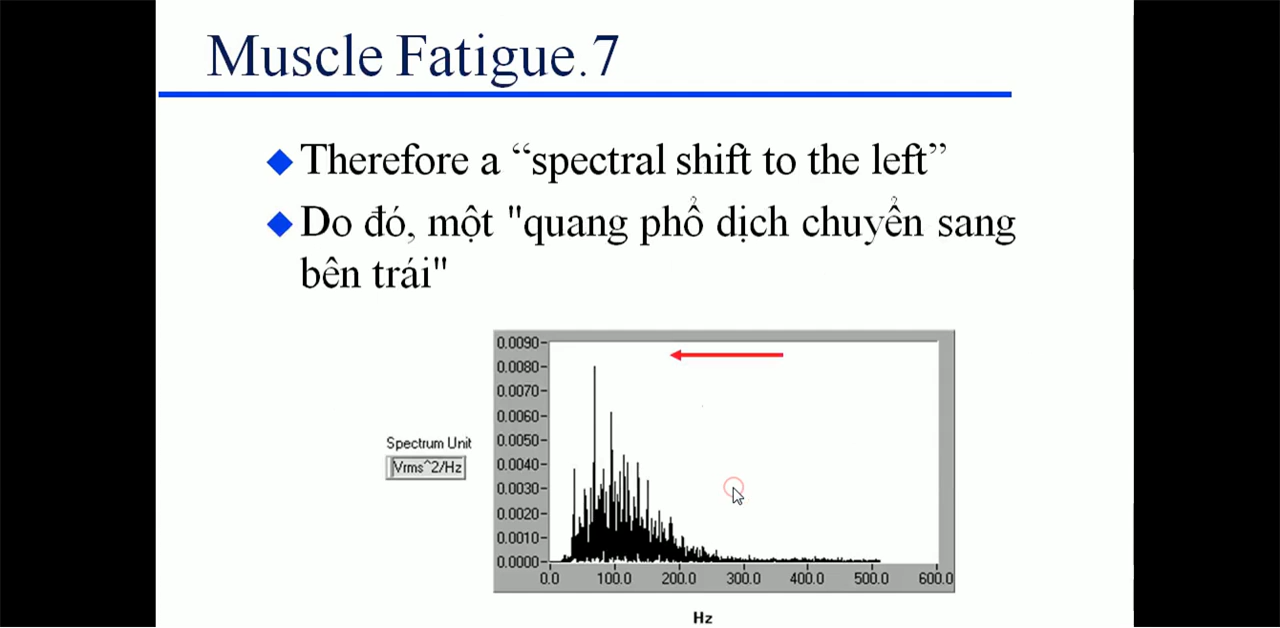 Muscle Fatigue.7
Therefore a “spectral shift to the left”
Do đó, một "quang phổ dịch chuyển sang
bên trái"
0.0090
0.0080
0.0070
0.0060
0.0050
0.0040
0.0030
0.0020
0.0010
0.0000
Spectrum Unit
Vrms^2/Hz
0.0 100.0 200.0 300.0 400.0 500.0 600.0
Hz